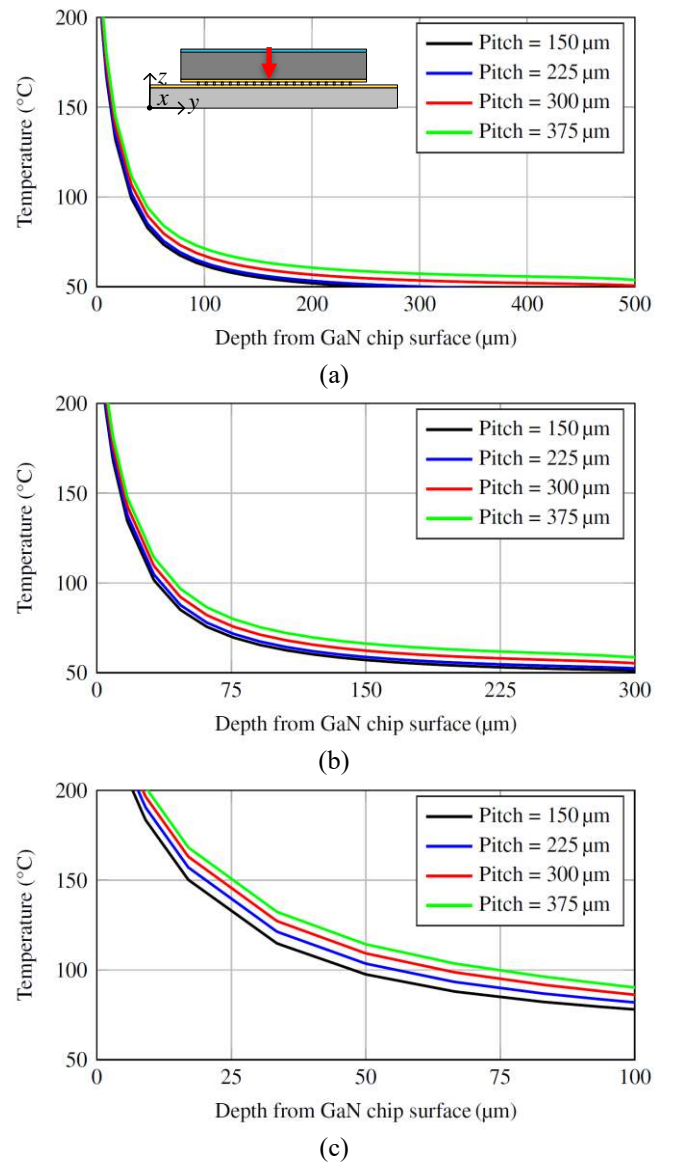 200
150
100
50
Temperature (°C)
z
x
y
Pitch = 150 µm
Pitch = 225 µm
Pitch = 300 µm
Pitch = 375 µm
0 100 200 300 400 500
Depth from GaN chip surface (µm)
(a)
200
150
100
50
Temperature (°C)
Pitch = 150 µm
Pitch = 225 µm
Pitch = 300 µm
Pitch = 375 µm
0 75 150 225 300
Depth from GaN chip surface (µm)
(b)
200
150
100
50
Temperature (°C)
Pitch = 150 µm
Pitch = 225 µm
Pitch = 300 µm
Pitch = 375 µm
0 25 50 75 100
Depth from GaN chip surface (µm)
(c)